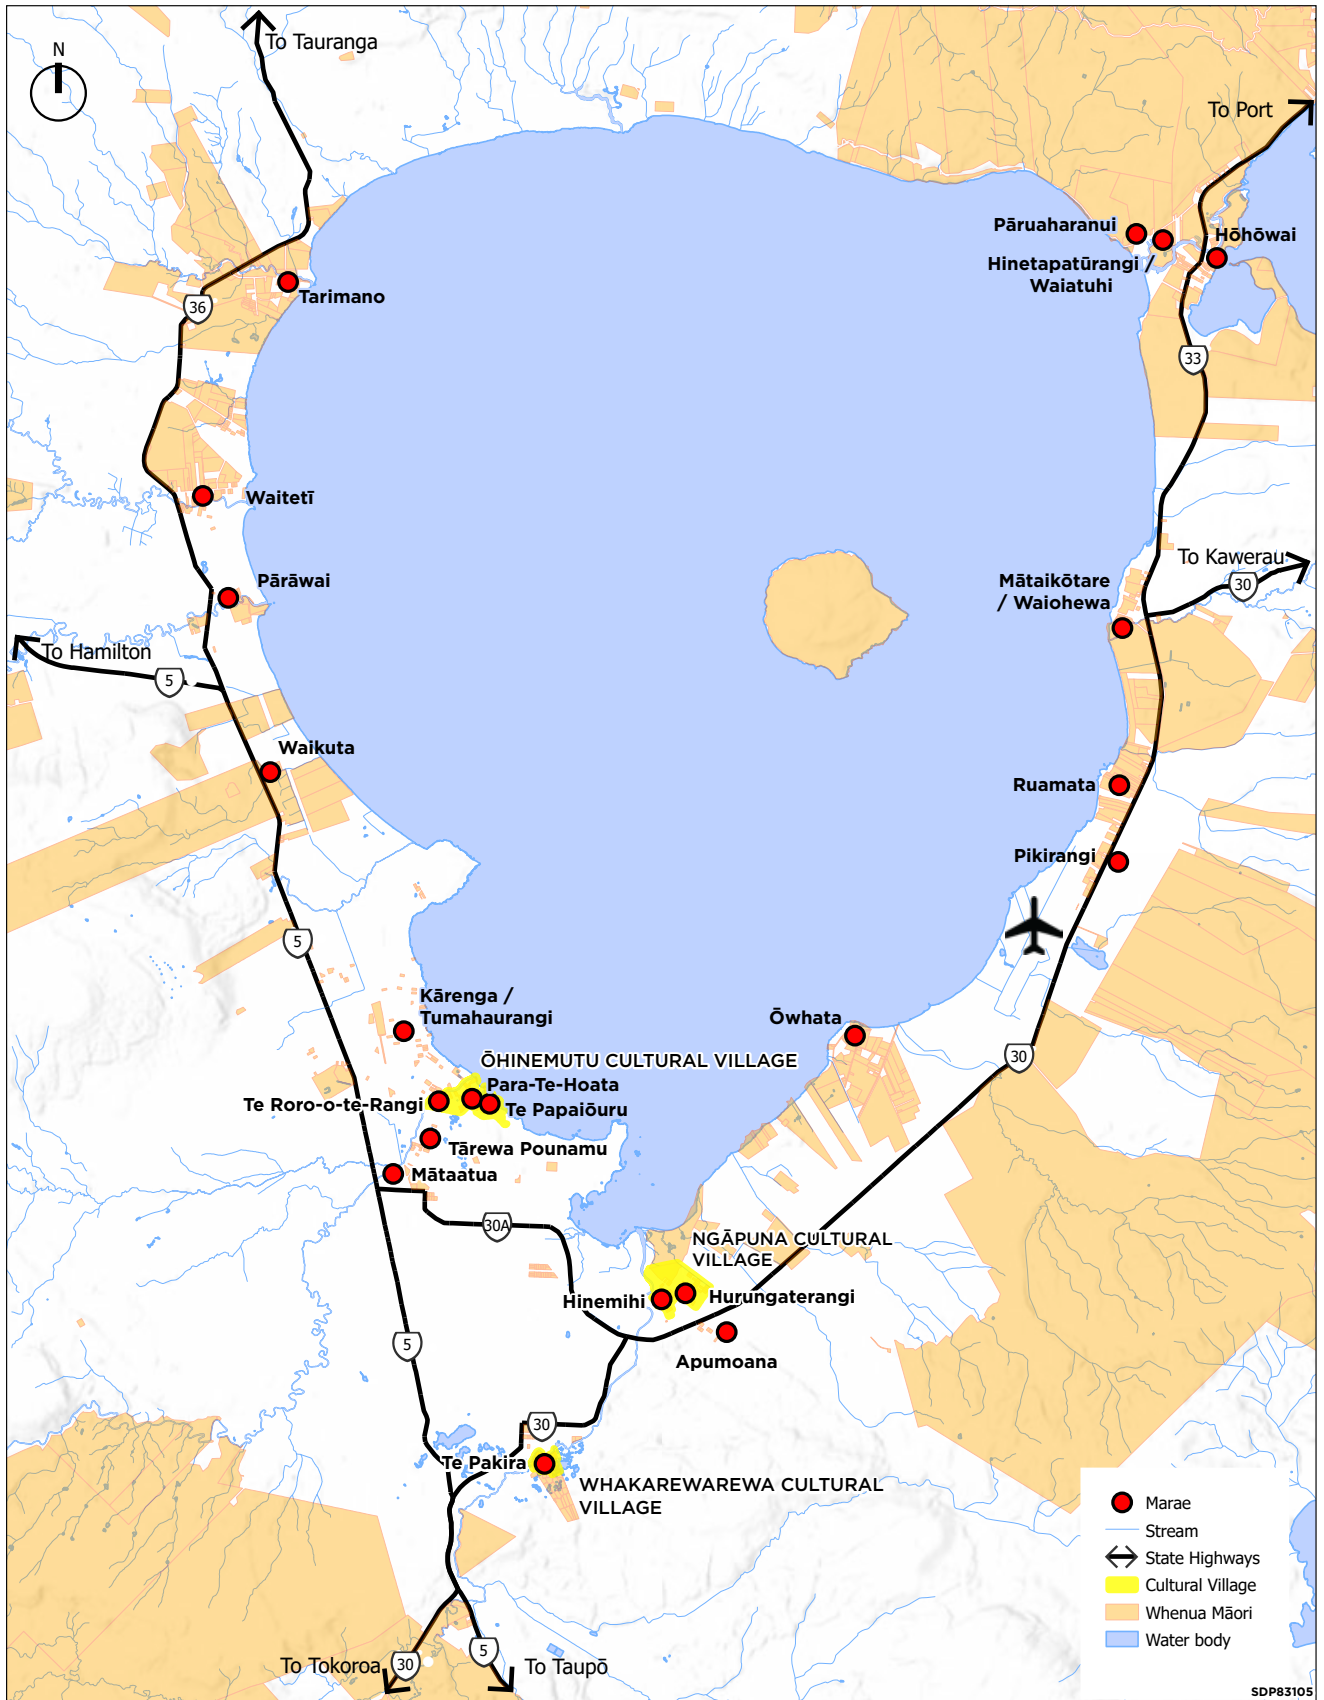 To Tauranga
N
To Port
Pāruaharanui
Hōhōwai
Hinetapatūrangi /
Waiatuhi
Tarimano
36
33
Waitetī
To Kawerau
30
Pārāwai
Mātaikōtare
/ Waiohewa
To Hamilton
5
Waikuta
Ruamata
Pikirangi
5
Kārenga /
Tumahaurangi
Ōwhata
30
ŌHINEMUTU CULTURAL VILLAGE
Para-Te-Hoata
Te Roro-o-te-Rangi
Te Papaiōuru
Tārewa Pounamu
Mātaatua
30A
NGĀPUNA CULTURAL
VILLAGE
Hinemihi
Hurungaterangi
5
Apumoana
30
Te Pakira
WHAKAREWAREWA CULTURAL
VILLAGE
Marae
Stream
State Highways
Cultural Village
Whenua Māori
Water body
To Tokoroa
30
5
To Taupō
SDP83105